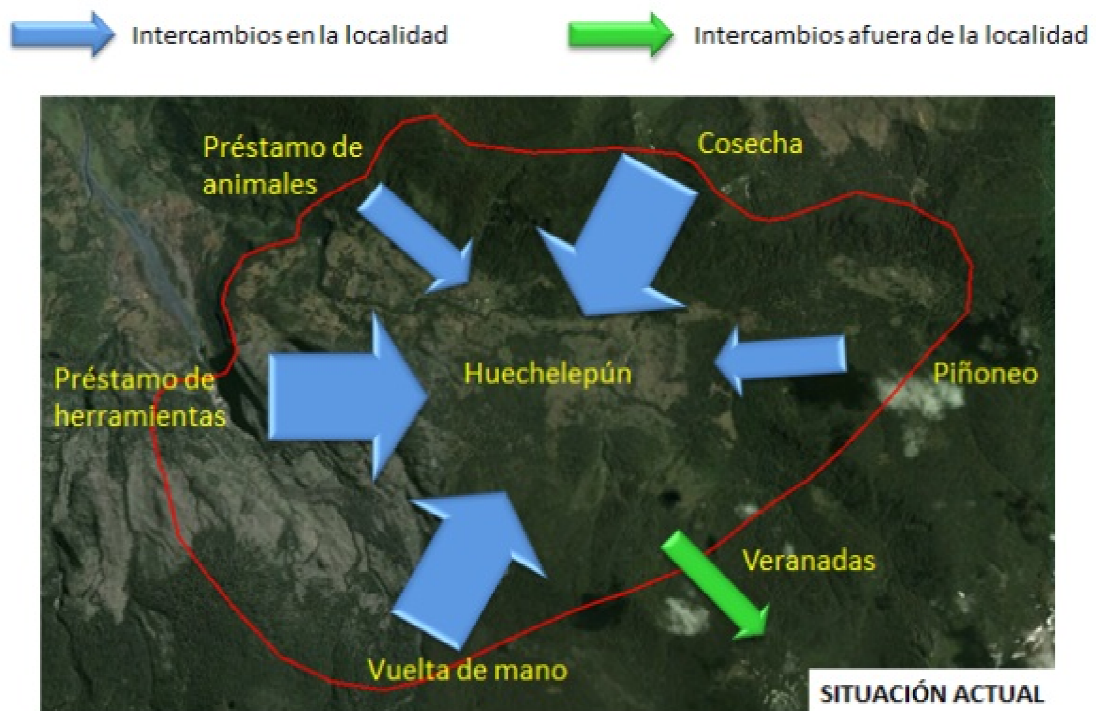 Intercambios en la localidad
Intercambios afuera de la localidad
Préstamo de
animales
Cosecha
Préstamo de
herramientas
Huechelepún
Piñoneo
Veranadas
Vuelta de mano
SITUACIÓN ACTUAL